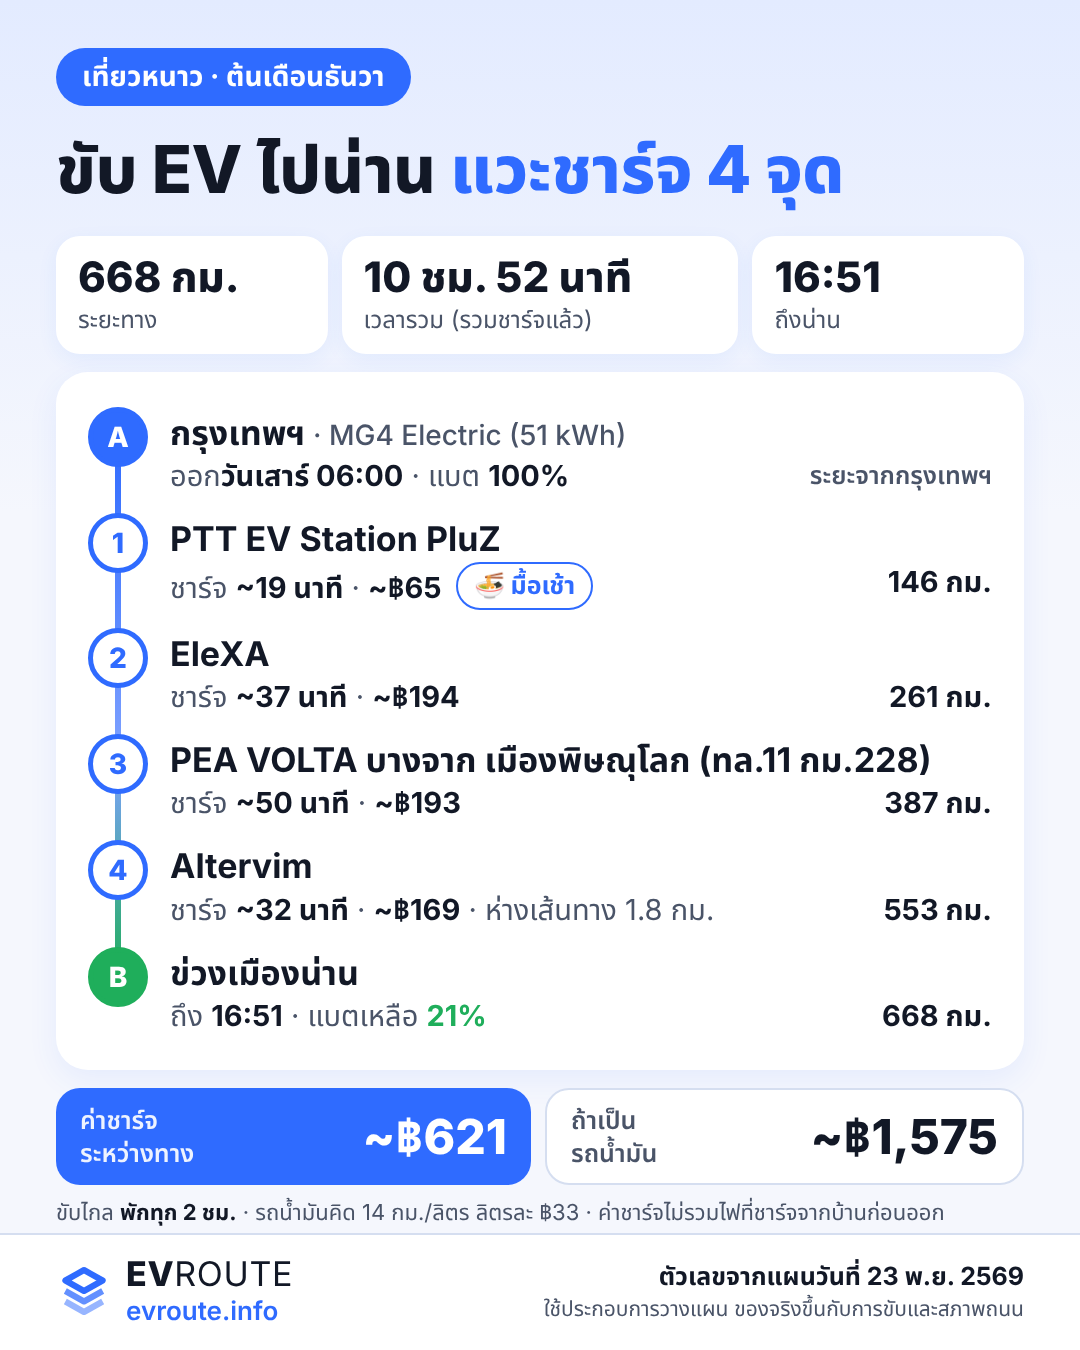 เที่ยวหนาว · ต้นเดือนธันวา
ขับ EV ไปน่าน แวะชาร์จ 4 จุด
668 กม.
ระยะทาง
10 ชม. 52 นาที
เวลารวม (รวมชาร์จแล้ว)
16:51
ถึงน่าน
A
กรุงเทพฯ · MG4 Electric (51 kWh)
ออกวันเสาร์ 06:00 · แบต 100%
ระยะจากกรุงเทพฯ
1
PTT EV Station PluZ
ชาร์จ ~19 นาที · ~฿65
🍜 มื้อเช้า
146 กม.
2
EleXA
ชาร์จ ~37 นาที · ~฿194
261 กม.
3
PEA VOLTA บางจาก เมืองพิษณุโลก (ทล.11 กม.228)
ชาร์จ ~50 นาที · ~฿193
387 กม.
4
Altervim
ชาร์จ ~32 นาที · ~฿169 · ห่างเส้นทาง 1.8 กม.
553 กม.
B
ข่วงเมืองน่าน
ถึง 16:51 · แบตเหลือ 21%
668 กม.
ค่าชาร์จ
ระหว่างทาง
~฿621
ถ้าเป็น
รถน้ำมัน
~฿1,575
ขับไกล พักทุก 2 ชม. · รถน้ำมันคิด 14 กม./ลิตร ลิตรละ ฿33 · ค่าชาร์จไม่รวมไฟที่ชาร์จจากบ้านก่อนออก
EVROUTE
evroute.info
ตัวเลขจากแผนวันที่ 23 พ.ย. 2569
ใช้ประกอบการวางแผน ของจริงขึ้นกับการขับและสภาพถนน